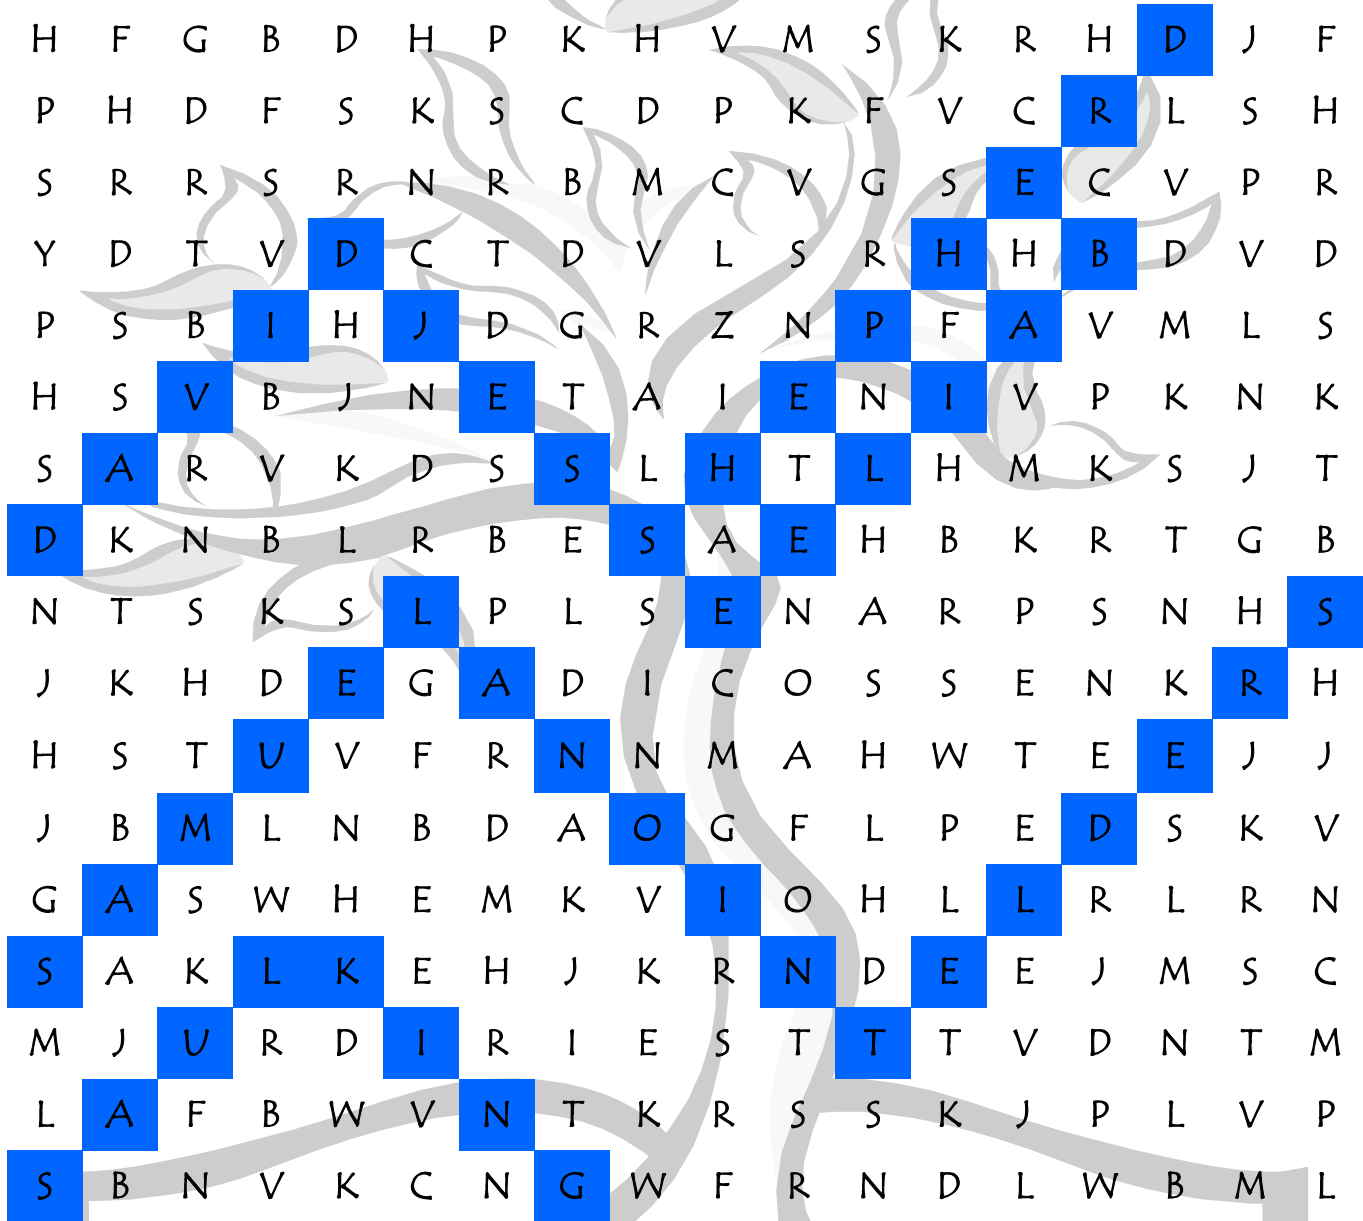 H F G B D H P K H V M S K R H D J F
P H D F S K S C D P K F V C R L S H
S R R S R N R B M C V G S E C V P R
Y D T V D C T D V L S R H H B D V D
P S B I H J D G R Z N P F A V M L S
H S V B J N E T A I E N I V P K N K
S A R V K D S S L H T L H M K S J T
D K N B L R B E S A E H B K R T G B
N T S K S L P L S E N A R P S N H S
J K H D E G A D I C O S S E N K R H
H S T U V F R N N M A H W T E E J J
J B M L N B D A O G F L P E D S K V
G A S W H E M K V I O H L L R L R N
S A K L K E H J K R N D E E J M S C
M J U R D I R I E S T T T V D N T M
L A F B W V N T K R S S K J P L V P
S B N V K C N G W F R N D L W B M L